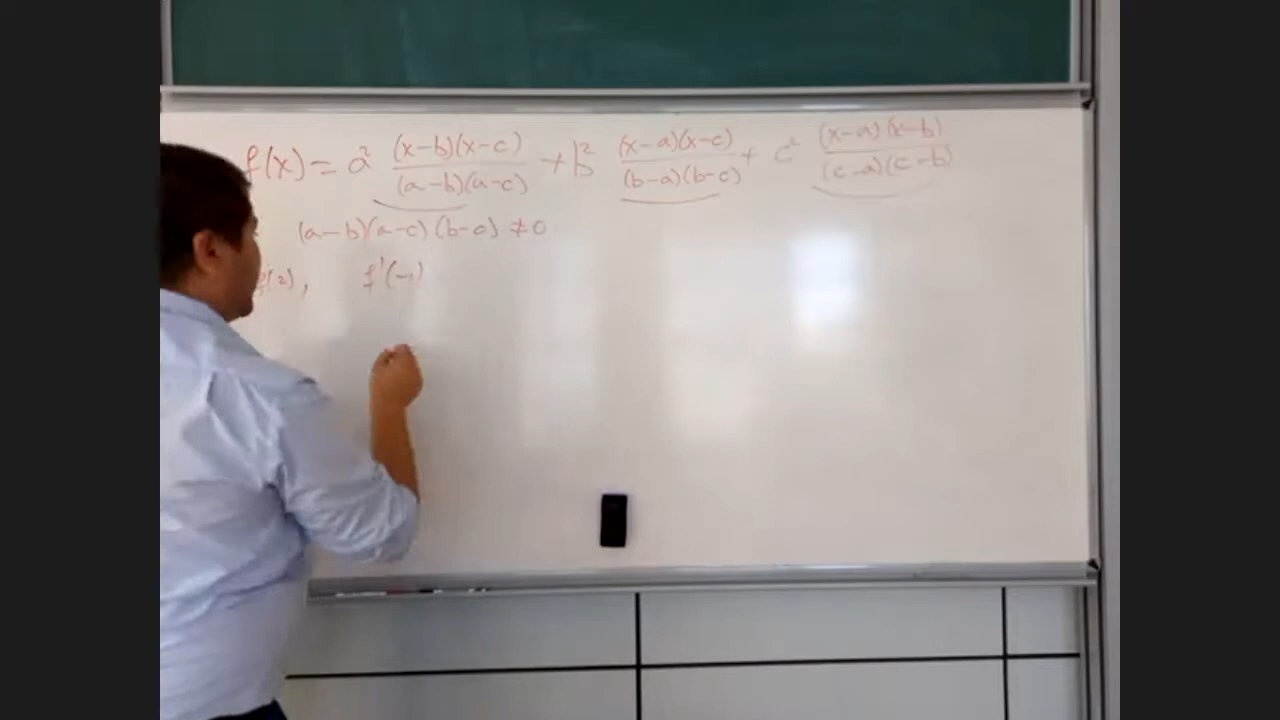 f(x) = a² (x-b)(x-c)/(a-b)(a-c) + b² (x-a)(x-c)/(b-a)(b-c) + c² (x-a)(x-b)/(c-a)(c-b)
(a-b)(a-c)(b-c) ≠ 0
f(2), f'(-1)